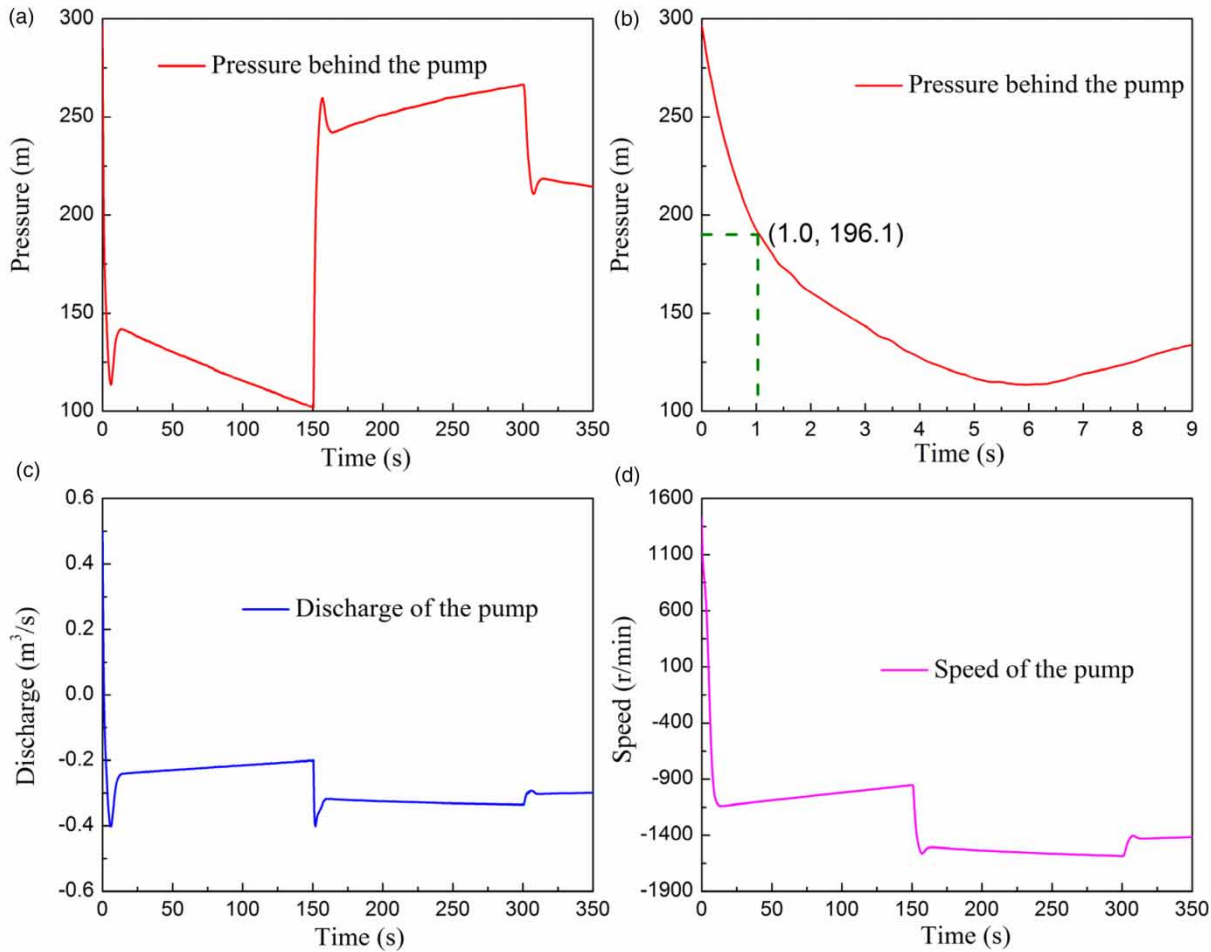 (a)
300
250
200
150
100
Pressure (m)
Pressure behind the pump
0 50 100 150 200 250 300 350
Time (s)
(b)
300
250
200
150
100
Pressure (m)
Pressure behind the pump
(1.0, 196.1)
0 1 2 3 4 5 6 7 8 9
Time (s)
(c)
0.6
0.4
0.2
0.0
-0.2
-0.4
-0.6
Discharge (m³/s)
Discharge of the pump
0 50 100 150 200 250 300 350
Time (s)
(d)
1600
1100
600
100
-400
-900
-1400
-1900
Speed (r/min)
Speed of the pump
0 50 100 150 200 250 300 350
Time (s)